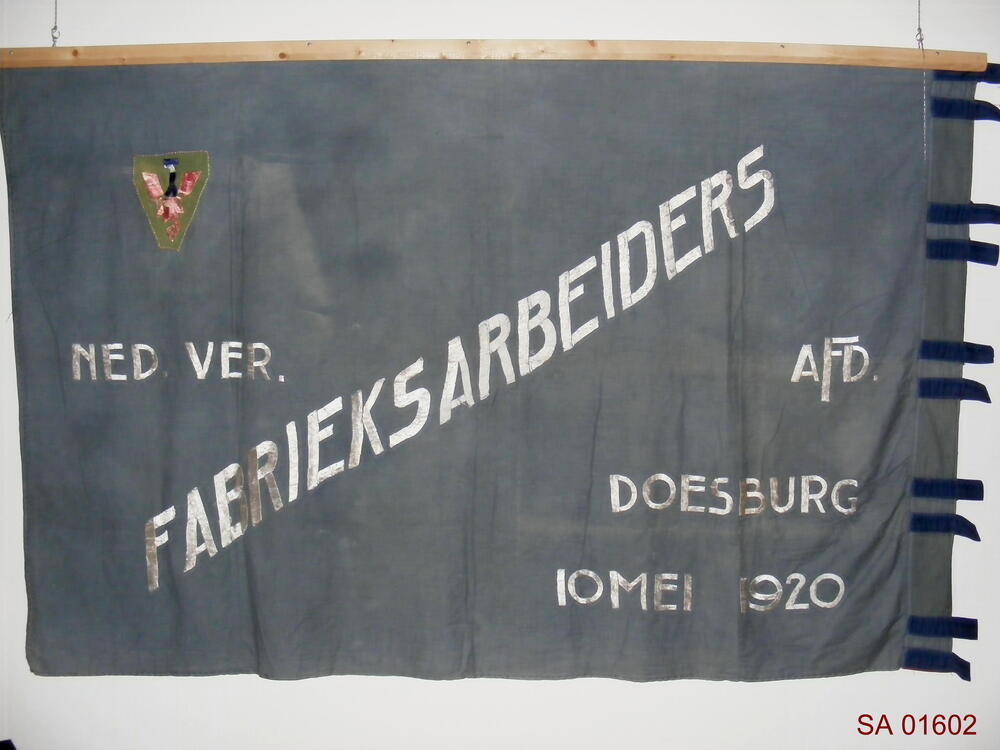 NED. VER.
FABRIEKSARBEIDERS
AFD.
DOESBURG
10 MEI 1920
SA 01602